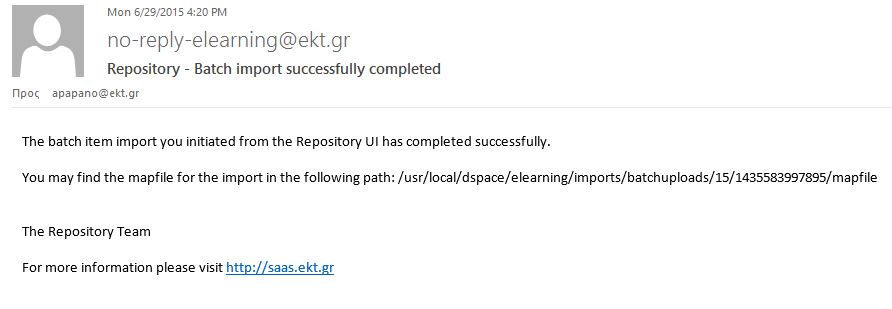 Mon 6/29/2015 4:20 PM
no-reply-elearning@ekt.gr
Repository - Batch import successfully completed
Προς apapano@ekt.gr
The batch item import you initiated from the Repository UI has completed successfully.
You may find the mapfile for the import in the following path: /usr/local/dspace/elearning/imports/batchuploads/15/1435583997895/mapfile
The Repository Team
For more information please visit http://saas.ekt.gr